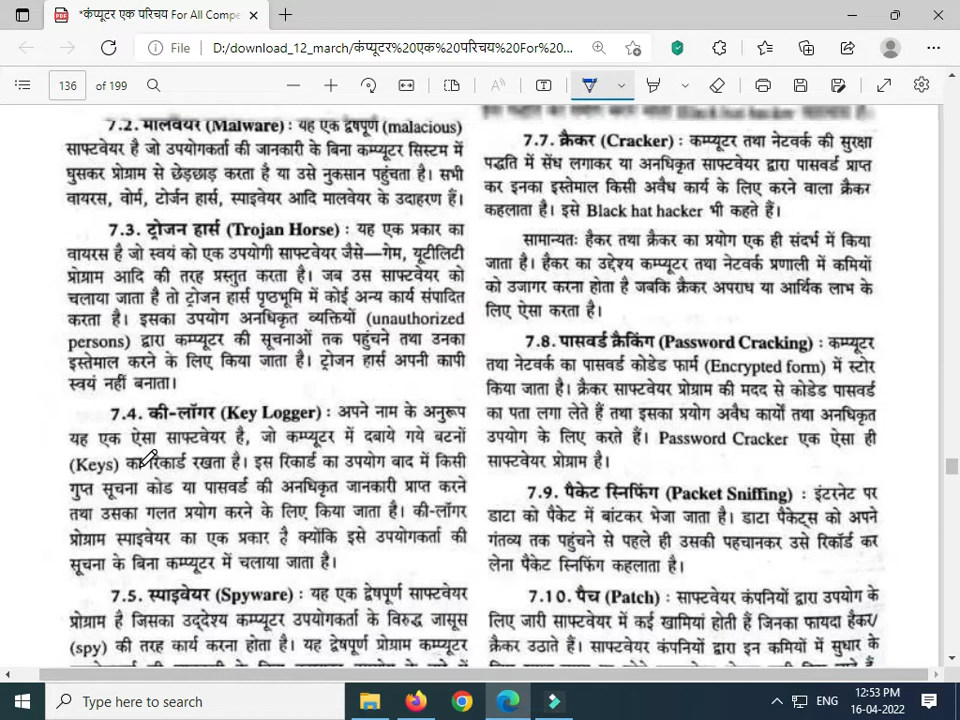 *कंप्यूटर एक परिचय For All Compe
File
D:/download_12_march/कंप्यूटर%20एक%20परिचय%20For%20...
136 of 199
7.2. मालवेयर (Malware) : यह एक द्वेषपूर्ण (malacious)
साफ्टवेयर है जो उपयोगकर्ता की जानकारी के बिना कम्प्यूटर सिस्टम में
घुसकर प्रोग्राम से छेड़छाड़ करता है या उसे नुकसान पहुंचता है। सभी
वायरस, वोर्म, टोर्जन हार्स, स्पाइवेयर आदि मालवेयर के उदाहरण हैं।
7.3. ट्रोजन हार्स (Trojan Horse) : यह एक प्रकार का
वायरस है जो स्वयं को एक उपयोगी साफ्टवेयर जैसे—गेम, यूटीलिटी
प्रोग्राम आदि की तरह प्रस्तुत करता है। जब उस साफ्टवेयर को
चलाया जाता है तो ट्रोजन हार्स पृष्ठभूमि में कोई अन्य कार्य संपादित
करता है। इसका उपयोग अनधिकृत व्यक्तियों (unauthorized
persons) द्वारा कम्प्यूटर की सूचनाओं तक पहुंचने तथा उनका
इस्तेमाल करने के लिए किया जाता है। ट्रोजन हार्स अपनी कापी
स्वयं नहीं बनाता।
7.4. की-लॉगर (Key Logger) : अपने नाम के अनुरूप
यह एक ऐसा साफ्टवेयर है, जो कम्प्यूटर में दबाये गये बटनों
(Keys) का रिकार्ड रखता है। इस रिकार्ड का उपयोग बाद में किसी
गुप्त सूचना कोड या पासवर्ड की अनधिकृत जानकारी प्राप्त करने
तथा उसका गलत प्रयोग करने के लिए किया जाता है। की-लॉगर
प्रोग्राम स्पाइवेयर का एक प्रकार है क्योंकि इसे उपयोगकर्ता की
सूचना के बिना कम्प्यूटर में चलाया जाता है।
7.5. स्पाइवेयर (Spyware) : यह एक द्वेषपूर्ण साफ्टवेयर
प्रोग्राम है जिसका उद्देश्य कम्प्यूटर उपयोगकर्ता के विरुद्ध जासूस
(spy) की तरह कार्य करना होता है। यह द्वेषपूर्ण प्रोग्राम कम्प्यूटर
Black hat hacker
7.7. क्रैकर (Cracker) : कम्प्यूटर तथा नेटवर्क की सुरक्षा
पद्धति में सेंध लगाकर या अनधिकृत साफ्टवेयर द्वारा पासवर्ड प्राप्त
कर इनका इस्तेमाल किसी अवैध कार्य के लिए करने वाला क्रैकर
कहलाता है। इसे Black hat hacker भी कहते हैं।
सामान्यतः हैकर तथा क्रैकर का प्रयोग एक ही संदर्भ में किया
जाता है। हैकर का उद्देश्य कम्प्यूटर तथा नेटवर्क प्रणाली में कमियों
को उजागर करना होता है जबकि क्रैकर अपराध या आर्थिक लाभ के
लिए ऐसा करता है।
7.8. पासवर्ड क्रैकिंग (Password Cracking) : कम्प्यूटर
तथा नेटवर्क का पासवर्ड कोडेड फार्म (Encrypted form) में स्टोर
किया जाता है। क्रैकर साफ्टवेयर प्रोग्राम की मदद से कोडेड पासवर्ड
का पता लगा लेते हैं तथा इसका प्रयोग अवैध कार्यों तथा अनधिकृत
उपयोग के लिए करते हैं। Password Cracker एक ऐसा ही
साफ्टवेयर प्रोग्राम है।
7.9. पैकेट स्निफिंग (Packet Sniffing) : इंटरनेट पर
डाटा को पैकेट में बांटकर भेजा जाता है। डाटा पैकेट्स को अपने
गंतव्य तक पहुंचने से पहले ही उसकी पहचानकर उसे रिकॉर्ड कर
लेना पैकेट स्निफिंग कहलाता है।
7.10. पैच (Patch) : साफ्टवेयर कंपनियों द्वारा उपयोग के
लिए जारी साफ्टवेयर में कई खामियां होती हैं जिनका फायदा हैकर/
क्रैकर उठाते हैं। साफ्टवेयर कंपनियों द्वारा इन कमियों में सुधार के
Type here to search
ENG
12:53 PM
16-04-2022